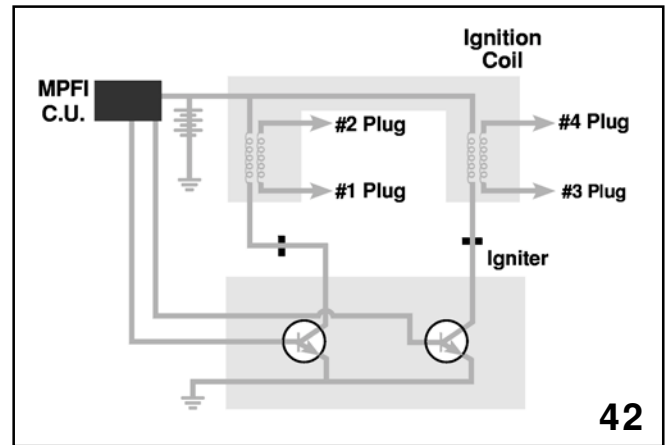 Ignition
Coil
MPFI
C.U.
#2 Plug
#4 Plug
#1 Plug
#3 Plug
Igniter
42